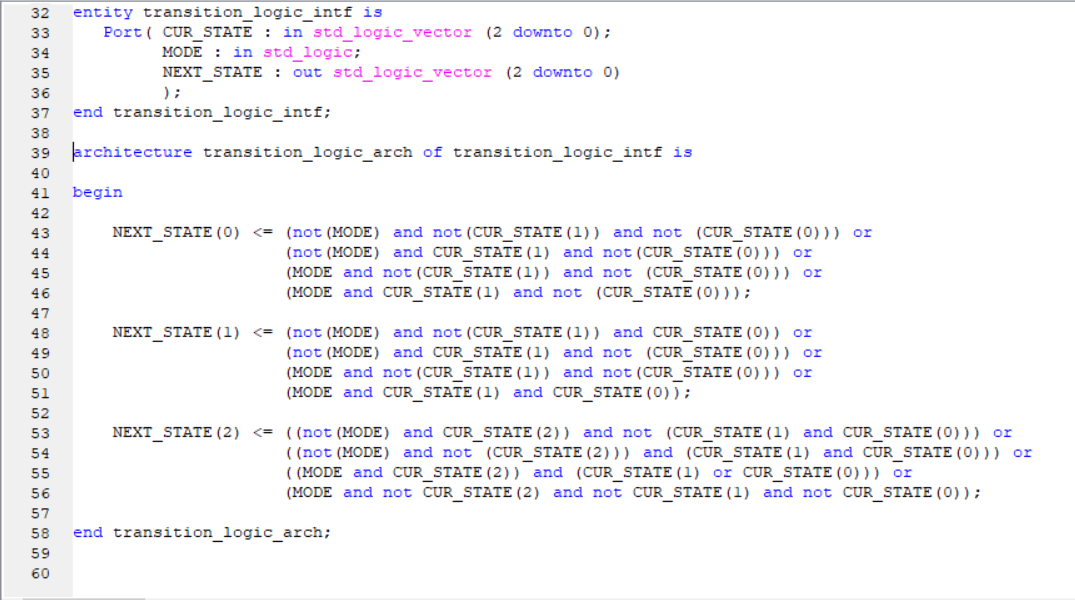 32 entity transition_logic_intf is
33 Port( CUR_STATE : in std_logic_vector (2 downto 0);
34 MODE : in std_logic;
35 NEXT_STATE : out std_logic_vector (2 downto 0)
36 );
37 end transition_logic_intf;
38
39 architecture transition_logic_arch of transition_logic_intf is
40
41 begin
42
43 NEXT_STATE(0) <= (not(MODE) and not(CUR_STATE(1)) and not (CUR_STATE(0))) or
44 (not(MODE) and CUR_STATE(1) and not(CUR_STATE(0))) or
45 (MODE and not(CUR_STATE(1)) and not (CUR_STATE(0))) or
46 (MODE and CUR_STATE(1) and not (CUR_STATE(0)));
47
48 NEXT_STATE(1) <= (not(MODE) and not(CUR_STATE(1)) and CUR_STATE(0)) or
49 (not(MODE) and CUR_STATE(1) and not (CUR_STATE(0))) or
50 (MODE and not(CUR_STATE(1)) and not(CUR_STATE(0))) or
51 (MODE and CUR_STATE(1) and CUR_STATE(0));
52
53 NEXT_STATE(2) <= ((not(MODE) and CUR_STATE(2)) and not (CUR_STATE(1) and CUR_STATE(0))) or
54 ((not(MODE) and not (CUR_STATE(2))) and (CUR_STATE(1) and CUR_STATE(0))) or
55 ((MODE and CUR_STATE(2)) and (CUR_STATE(1) or CUR_STATE(0))) or
56 (MODE and not CUR_STATE(2) and not CUR_STATE(1) and not CUR_STATE(0));
57
58 end transition_logic_arch;
59
60